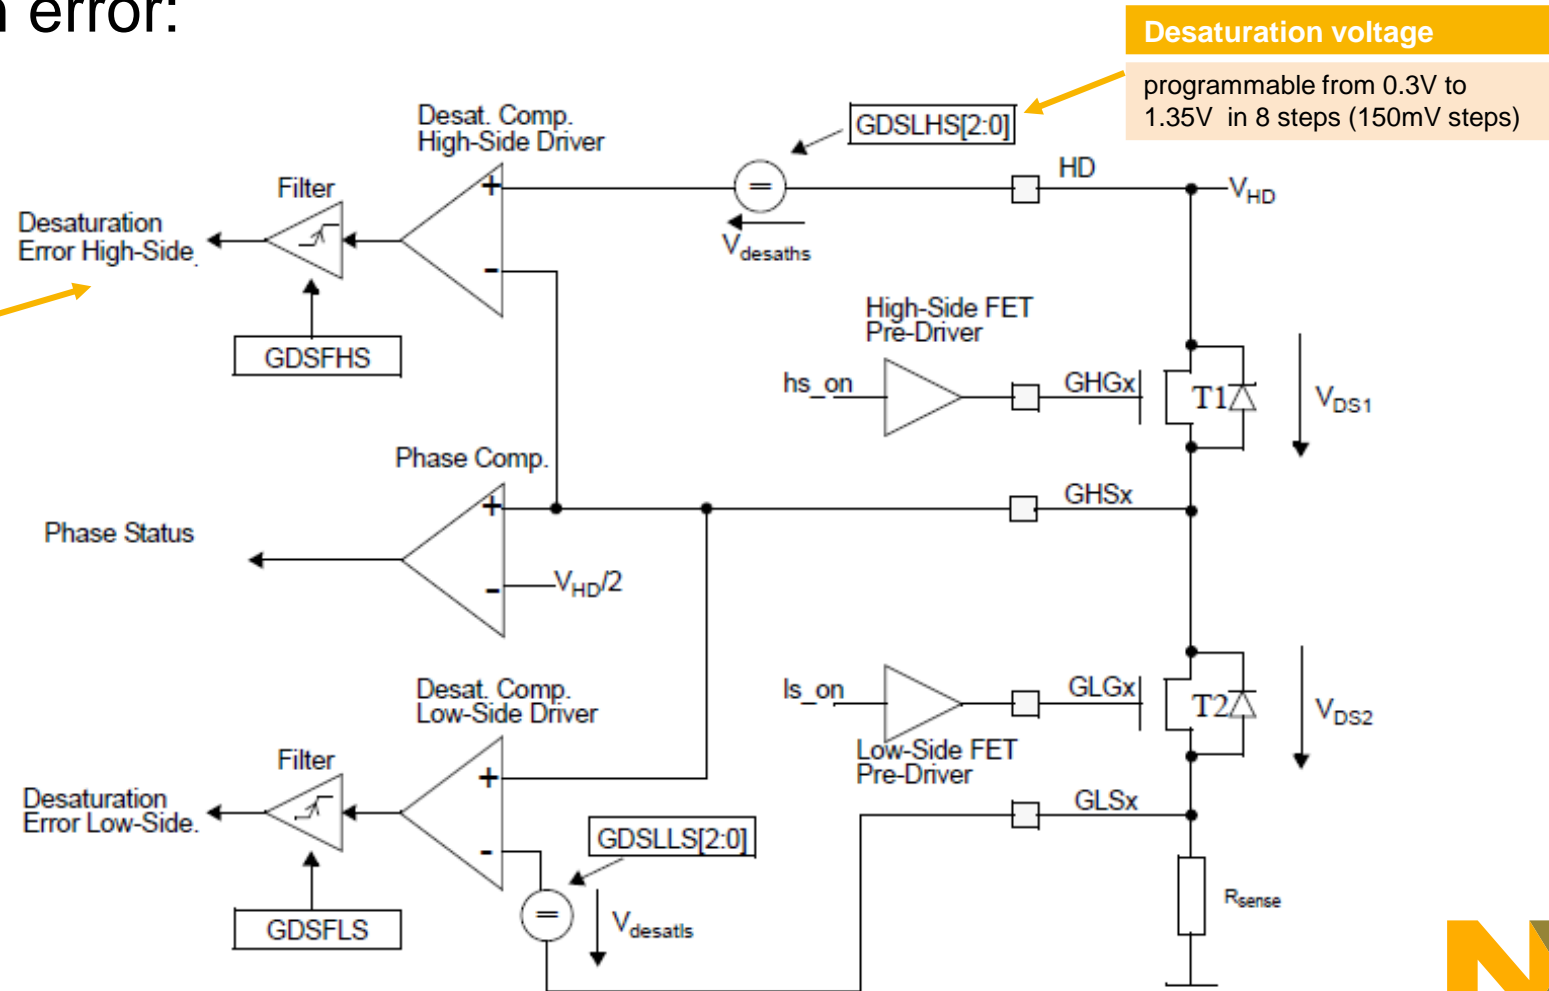 n error:
Desaturation voltage
programmable from 0.3V to
1.35V in 8 steps (150mV steps)
Desat. Comp.
High-Side Driver
GDSLHS[2:0]
HD
VHD
Filter
+
=
Desaturation
Error High-Side.
Vdesaths
-
High-Side FET
Pre-Driver
GDSFHS
hs_on
GHGx
T1
VDS1
Phase Comp.
+
GHSx
Phase Status
VHD/2
-
Desat. Comp.
Low-Side Driver
ls_on
GLGx
T2
VDS2
Low-Side FET
Pre-Driver
Filter
+
Desaturation
Error Low-Side.
GLSx
GDSLLS[2:0]
-
Rsense
GDSFLS
=
Vdesatls